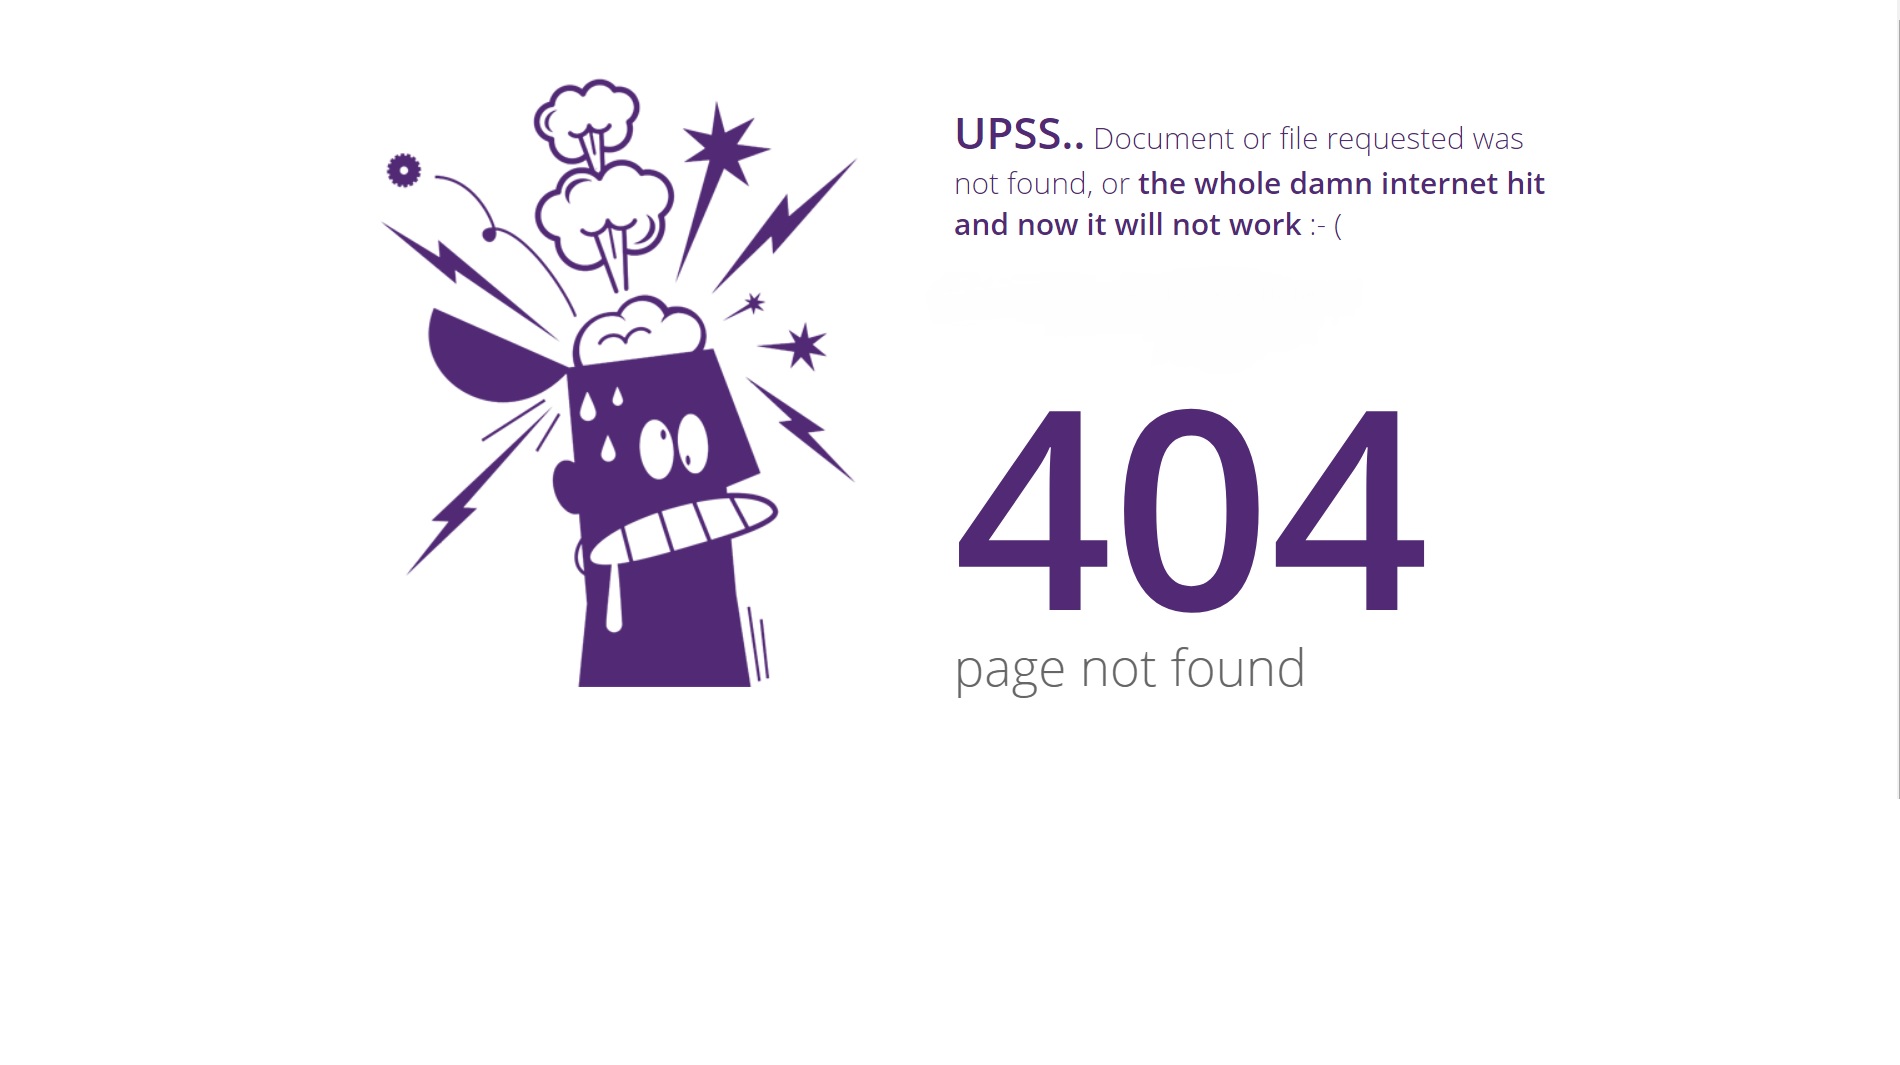 UPSS.. Document or file requested was
not found, or the whole damn internet hit
and now it will not work :- (
404
page not found